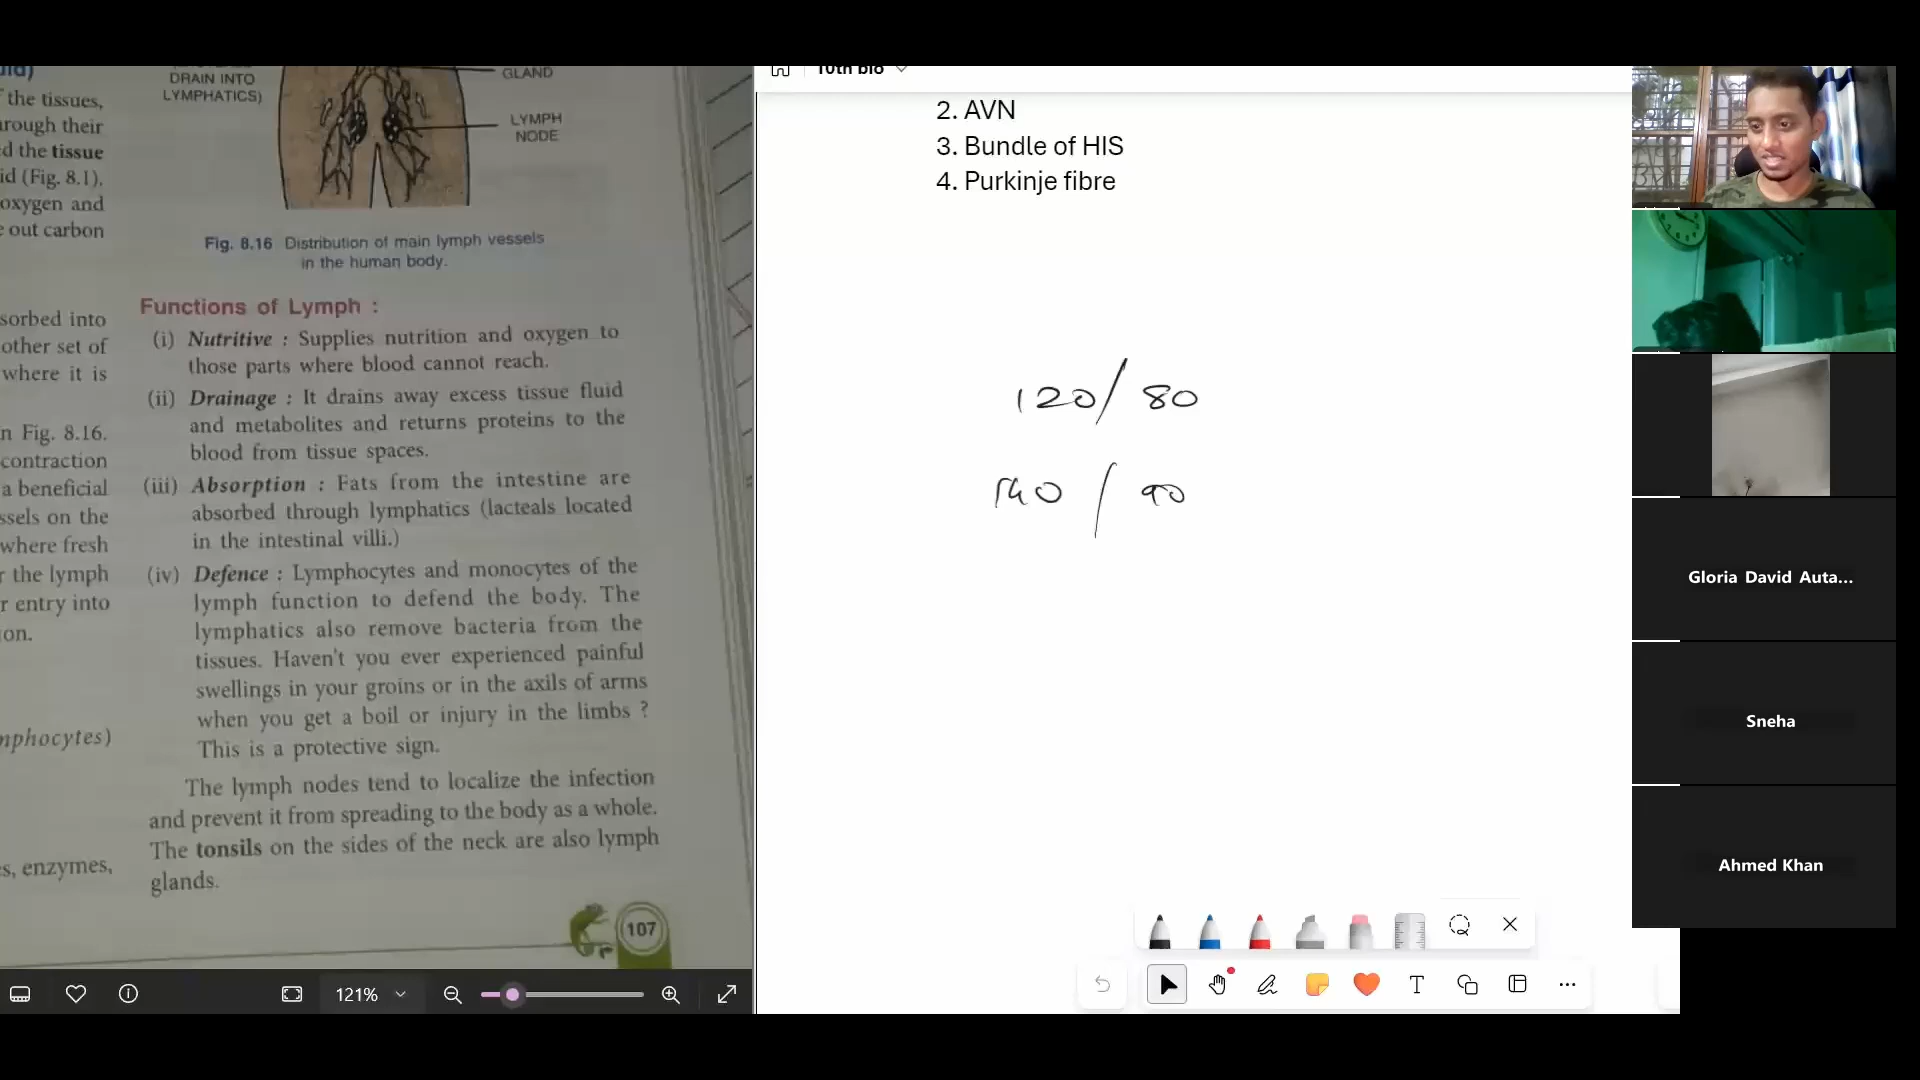 DRAIN INTO
LYMPHATICS)
GLAND
LYMPH
NODE
Fig. 8.16 Distribution of main lymph vessels
in the human body.
the tissues,
rough their
d the tissue
id (Fig. 8.1).
oxygen and
out carbon
sorbed into
other set of
where it is
n Fig. 8.16.
contraction
a beneficial
ssels on the
where fresh
the lymph
r entry into
on.
mphocytes)
s, enzymes,
Functions of Lymph :
(i) Nutritive : Supplies nutrition and oxygen to
those parts where blood cannot reach.
(ii) Drainage : It drains away excess tissue fluid
and metabolites and returns proteins to the
blood from tissue spaces.
(iii) Absorption : Fats from the intestine are
absorbed through lymphatics (lacteals located
in the intestinal villi.)
(iv) Defence : Lymphocytes and monocytes of the
lymph function to defend the body. The
lymphatics also remove bacteria from the
tissues. Haven't you ever experienced painful
swellings in your groins or in the axils of arms
when you get a boil or injury in the limbs ?
This is a protective sign.
The lymph nodes tend to localize the infection
and prevent it from spreading to the body as a whole.
The tonsils on the sides of the neck are also lymph
glands.
107
121%
10th bio
2. AVN
3. Bundle of HIS
4. Purkinje fibre
120/80
140/90
Gloria David Auta...
Sneha
Ahmed Khan